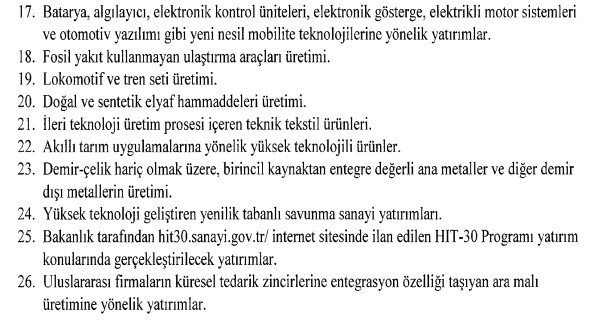 17. Batarya, algılayıcı, elektronik kontrol üniteleri, elektronik gösterge, elektrikli motor sistemleri
ve otomotiv yazılımı gibi yeni nesil mobilite teknolojilerine yönelik yatırımlar.
18. Fosil yakıt kullanmayan ulaştırma araçları üretimi.
19. Lokomotif ve tren seti üretimi.
20. Doğal ve sentetik elyaf hammaddeleri üretimi.
21. İleri teknoloji üretim prosesi içeren teknik tekstil ürünleri.
22. Akıllı tarım uygulamalarına yönelik yüksek teknolojili ürünler.
23. Demir-çelik hariç olmak üzere, birincil kaynaktan entegre değerli ana metaller ve diğer demir
dışı metallerin üretimi.
24. Yüksek teknoloji geliştiren yenilik tabanlı savunma sanayi yatırımları.
25. Bakanlık tarafından hit30.sanayi.gov.tr/ internet sitesinde ilan edilen HIT-30 Programı yatırım
konularında gerçekleştirilecek yatırımlar.
26. Uluslararası firmaların küresel tedarik zincirlerine entegrasyon özelliği taşıyan ara malı
üretimine yönelik yatırımlar.